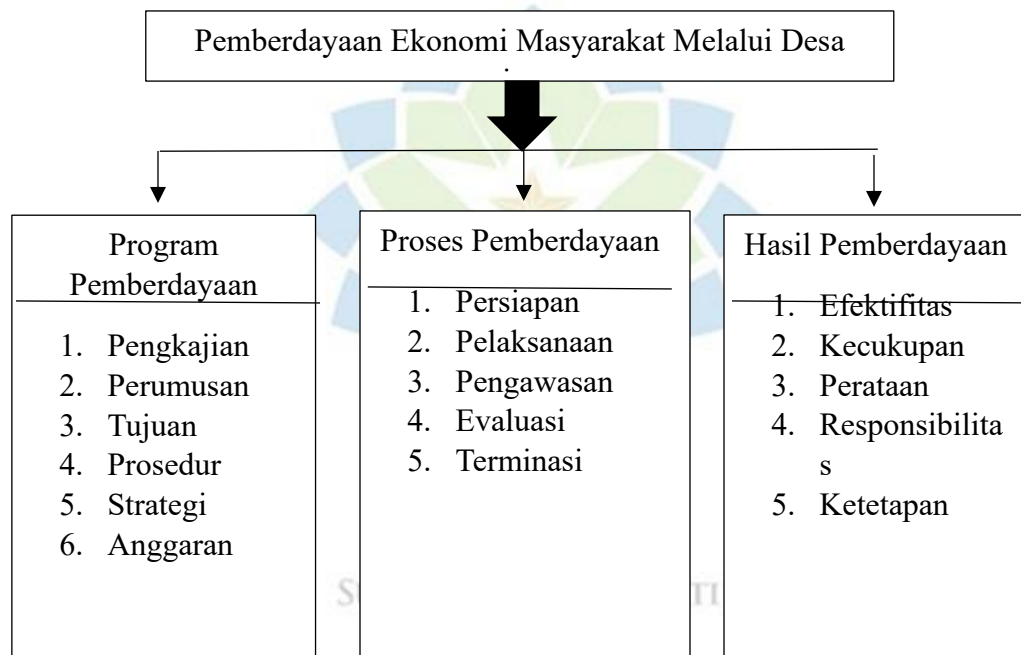 Pemberdayaan Ekonomi Masyarakat Melalui Desa
Program
Pemberdayaan
1. Pengkajian
2. Perumusan
3. Tujuan
4. Prosedur
5. Strategi
6. Anggaran
Proses Pemberdayaan
1. Persiapan
2. Pelaksanaan
3. Pengawasan
4. Evaluasi
5. Terminasi
Hasil Pemberdayaan
1. Efektifitas
2. Kecukupan
3. Perataan
4. Responsibilita
s
5. Ketetapan